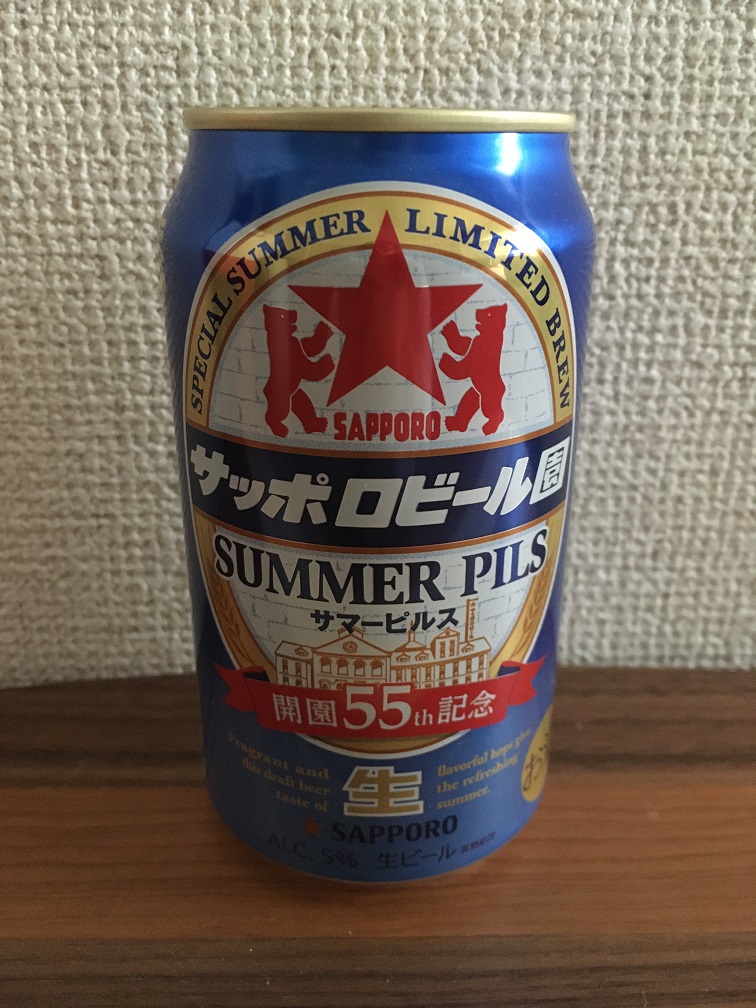 SPECIAL SUMMER LIMITED BREW
SAPPORO
サッポロビール園
SUMMER PILS
サマーピルス
開園55th記念
Fragrant and flavorful hops give
this draft beer the refreshing
taste of summer.
生
SAPPORO
ALC. 5% 生ビール